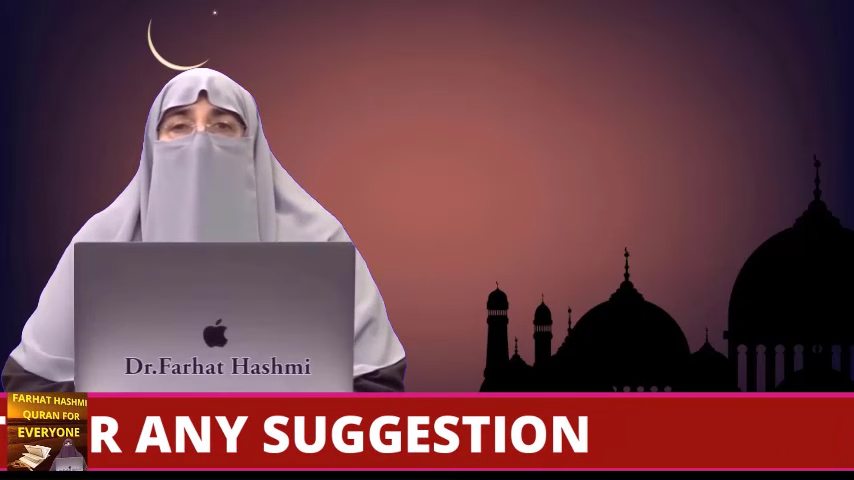 Dr.Farhat Hashmi
FARHAT HASHMI
QURAN FOR
EVERYONE
R ANY SUGGESTION